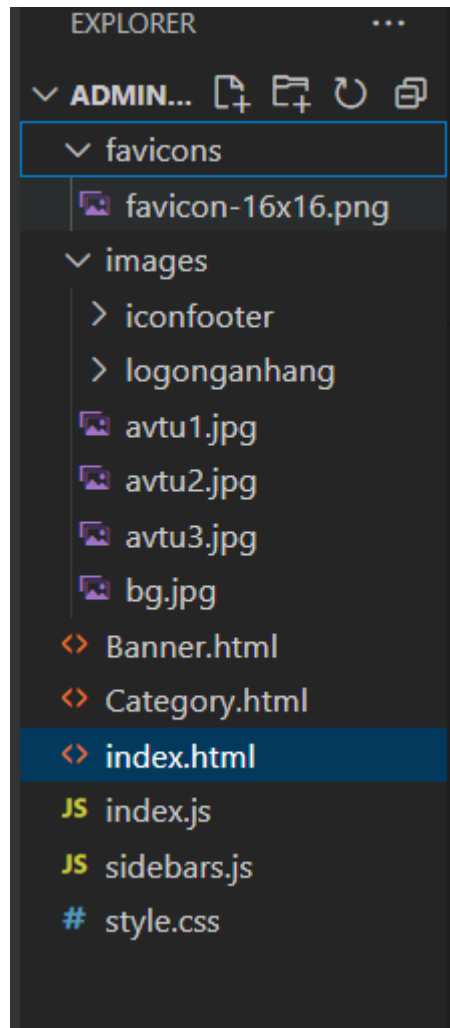 EXPLORER ...
ADMIN...
favicons
favicon-16x16.png
images
iconfooter
logonganhang
avtu1.jpg
avtu2.jpg
avtu3.jpg
bg.jpg
<> Banner.html
<> Category.html
<> index.html
JS index.js
JS sidebars.js
# style.css